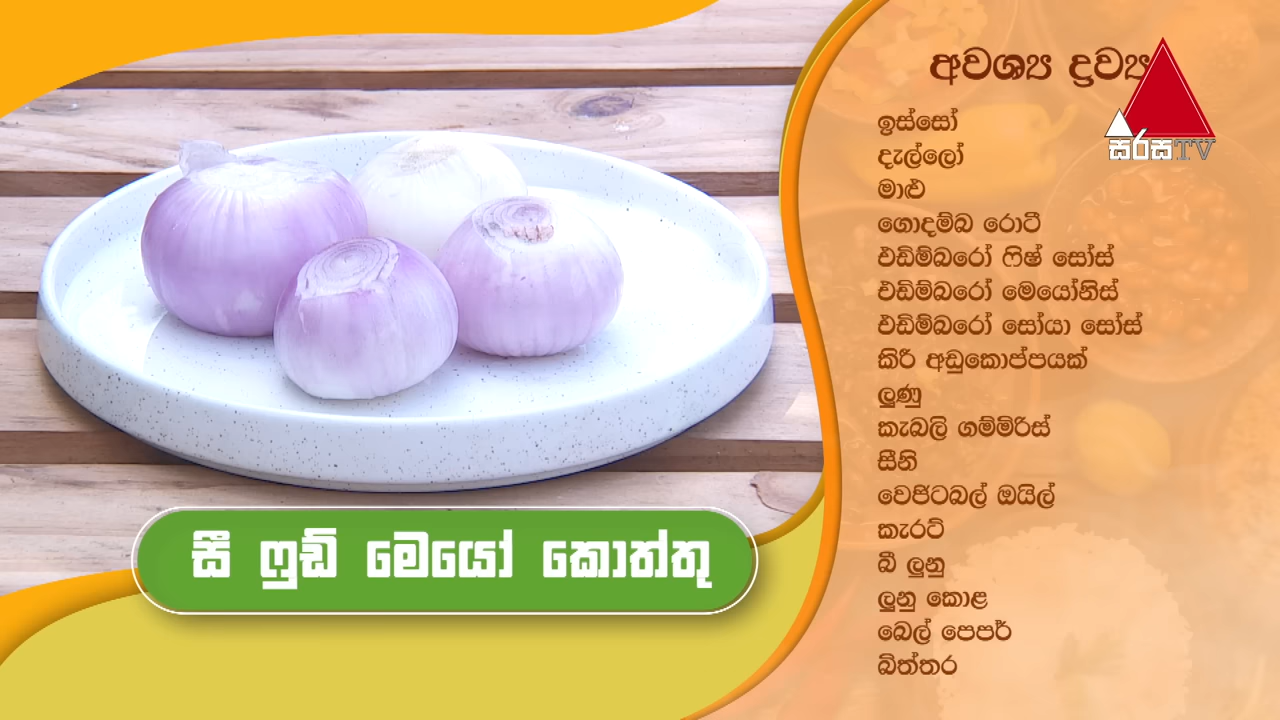 අවශ්‍ය ද්‍රව්‍ය
සිරස TV
ඉස්සෝ
දැල්ලෝ
මාළු
ගොදම්බ රොටී
එඩිම්බරෝ ෆිෂ් සෝස්
එඩිම්බරෝ මෙයෝනිස්
එඩිම්බරෝ සෝයා සෝස්
කිරි අඩුකොප්පයක්
ලුණු
කැබලි ගම්මිරිස්
සීනි
වෙජිටබල් ඔයිල්
කැරට්
බී ලූනු
ලූනු කොළ
බෙල් පෙපර්
බිත්තර
සී ෆුඩ් මෙයෝ කොත්තු